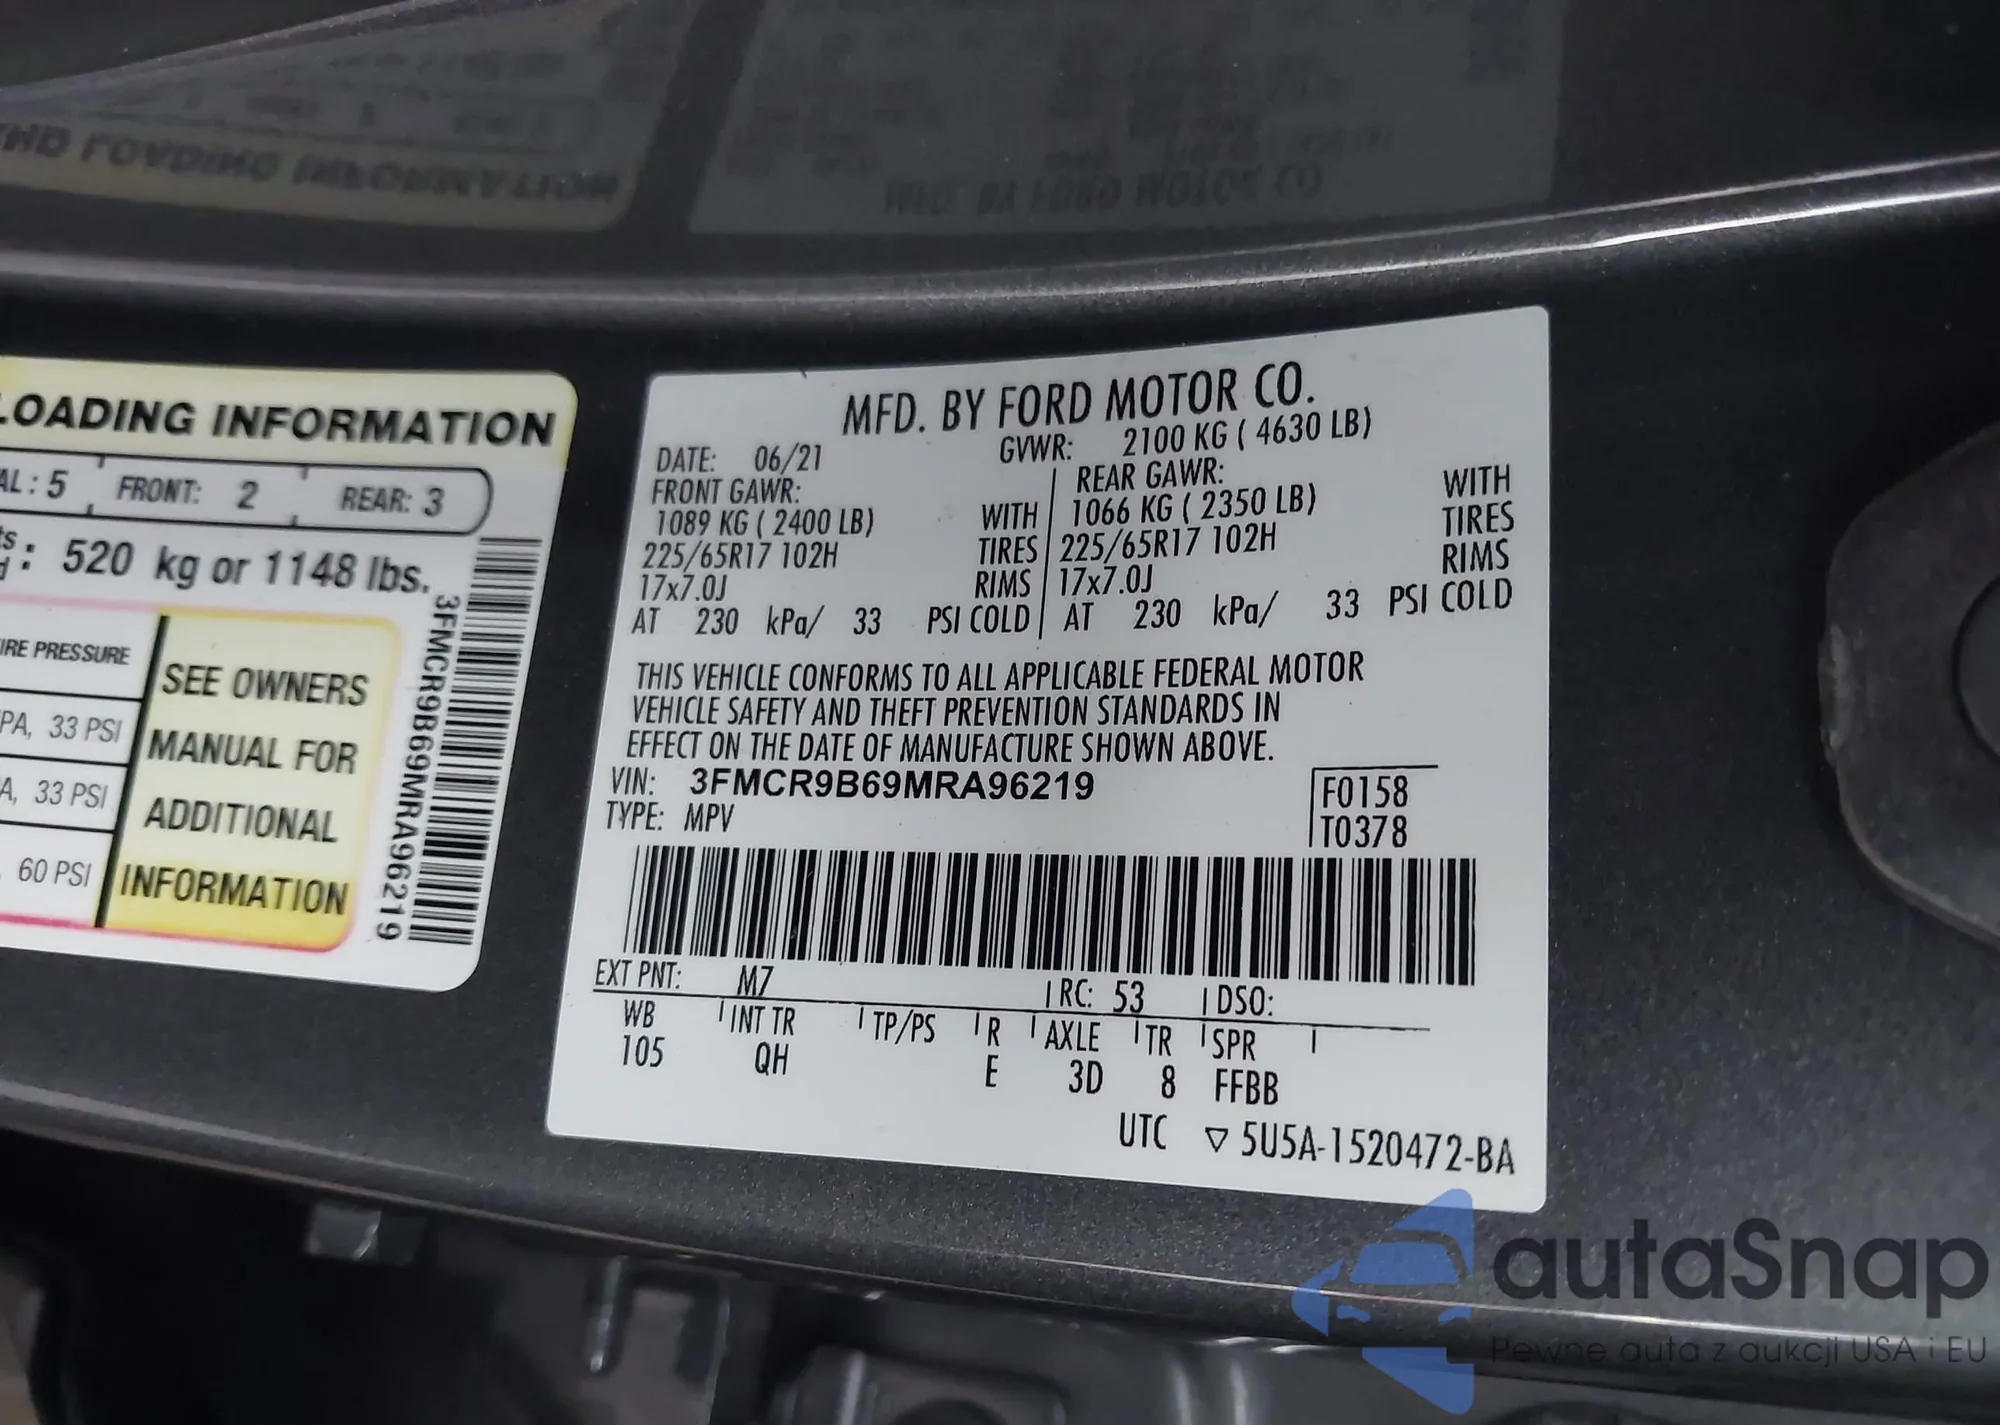 LOADING INFORMATION
AL: 5 FRONT: 2 REAR: 3
: 520 kg or 1148 lbs.
IRE PRESSURE
PA, 33 PSI
A, 33 PSI
60 PSI
SEE OWNERS
MANUAL FOR
ADDITIONAL
INFORMATION
3FMCR9B69MRA96219
MFD. BY FORD MOTOR CO.
DATE: 06/21 GVWR: 2100 KG ( 4630 LB)
FRONT GAWR: REAR GAWR:
1089 KG ( 2400 LB) WITH 1066 KG ( 2350 LB) WITH
225/65R17 102H TIRES 225/65R17 102H TIRES
17x7.0J RIMS 17x7.0J RIMS
AT 230 kPa/ 33 PSI COLD AT 230 kPa/ 33 PSI COLD
THIS VEHICLE CONFORMS TO ALL APPLICABLE FEDERAL MOTOR
VEHICLE SAFETY AND THEFT PREVENTION STANDARDS IN
EFFECT ON THE DATE OF MANUFACTURE SHOWN ABOVE.
VIN: 3FMCR9B69MRA96219 F0158
TYPE: MPV T0378
EXT PNT: M7 RC: 53 DSO:
WB INT TR TP/PS R AXLE TR SPR
105 QH E 3D 8 FFBB
UTC ▽ 5U5A-1520472-BA
autaSnap
Pewne auta z aukcji USA i EU